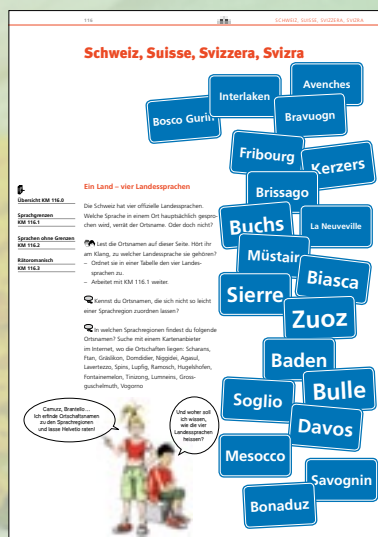 116
SCHWEIZ, SUISSE, SVIZZERA, SVIZRA
Schweiz, Suisse, Svizzera, Svizra
Avenches
Interlaken
Bosco Gurin
Bravuogn
Fribourg
Kerzers
Brissago
Buchs
La Neuveville
Müstair
Biasca
Sierre
Zuoz
Baden
Bulle
Soglio
Davos
Mesocco
Savognin
Bonaduz
Übersicht KM 116.0
Sprachgrenzen
KM 116.1
Sprachen ohne Grenzen
KM 116.2
Rätoromanisch
KM 116.3
Ein Land – vier Landessprachen
Die Schweiz hat vier offizielle Landessprachen.
Welche Sprache in einem Ort hauptsächlich gespro-
chen wird, verät der Ortsname. Oder doch nicht?
Lest die Ortsnamen auf dieser Seite. Hört ihr
am Klang, zu welcher Landessprache sie gehören?
– Ordnet sie in einer Tabelle den vier Landes-
sprachen zu.
– Arbeitet mit KM 116.1 weiter.
Kennst du Ortsnamen, die sich nicht so leicht
einer Sprachregion zuordnen lassen?
In welchen Sprachregionen findest du folgende
Ortsnamen? Suche mit einem Kartenanbieter
im Internet, wo die Ortschaften liegen: Scharans,
Ftan, Gräslikon, Domdidier, Niggidei, Agasul,
Lavertezzo, Spins, Lupfig, Ramosch, Hugelshofen,
Fontainemelon, Tinizong, Lumneins, Gross-
guschelmuth, Vogorno
Camurz, Brantello...
Ich erfinde Ortschaftsnamen
zu den Sprachregionen
und lasse Helvetio raten!
Und woher soll
ich wissen,
wie die vier
Landessprachen
heissen?